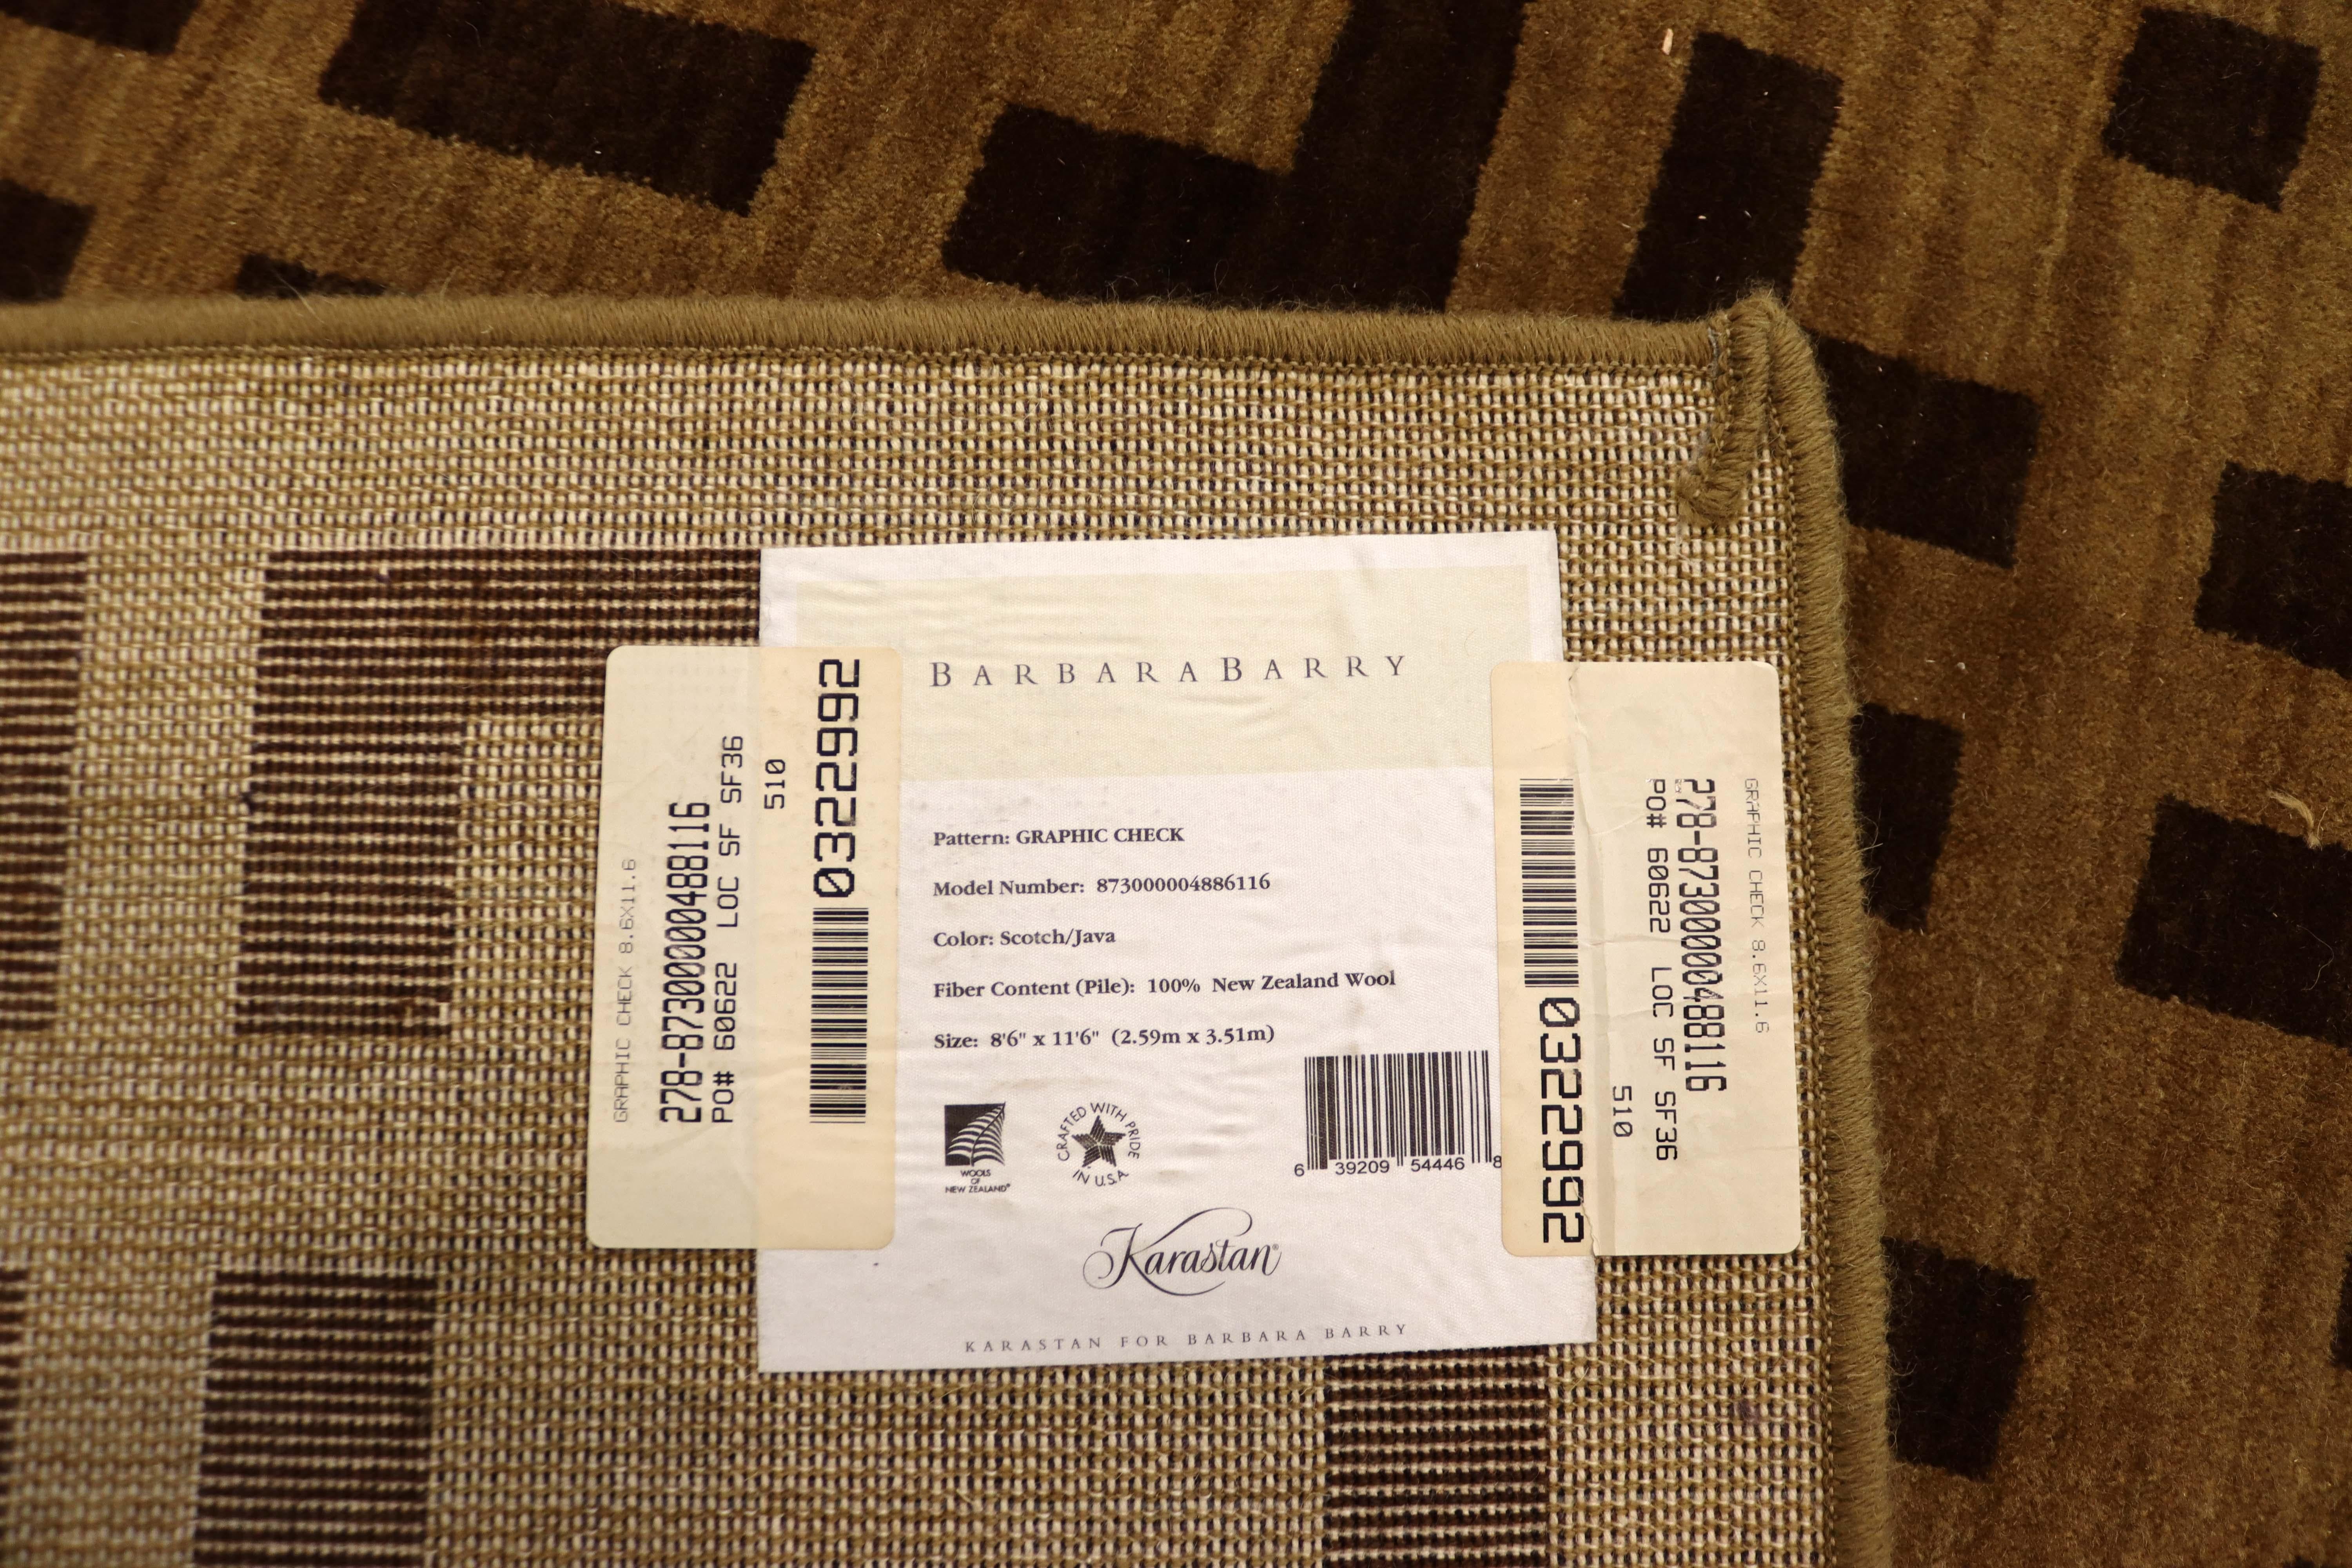 BARBARABARRY
Pattern: GRAPHIC CHECK
Model Number: 873000004886116
Color: Scotch/Java
Fiber Content (Pile): 100% New Zealand Wool
Size: 8'6" x 11'6" (2.59m x 3.51m)
WOOLS
OF
NEW ZEALAND®
CRAFTED WITH PRIDE
IN U.S.A
6 39209 54446 8
Karastan®
KARASTAN FOR BARBARA BARRY
GRAPHIC CHECK 8.6X11.6
278-87300000488116
PO# 60622 LOC SF SF36
510
0322992
GRAPHIC CHECK 8.6X11.6
278-87300000488116
PO# 60622 LOC SF SF36
510
0322992